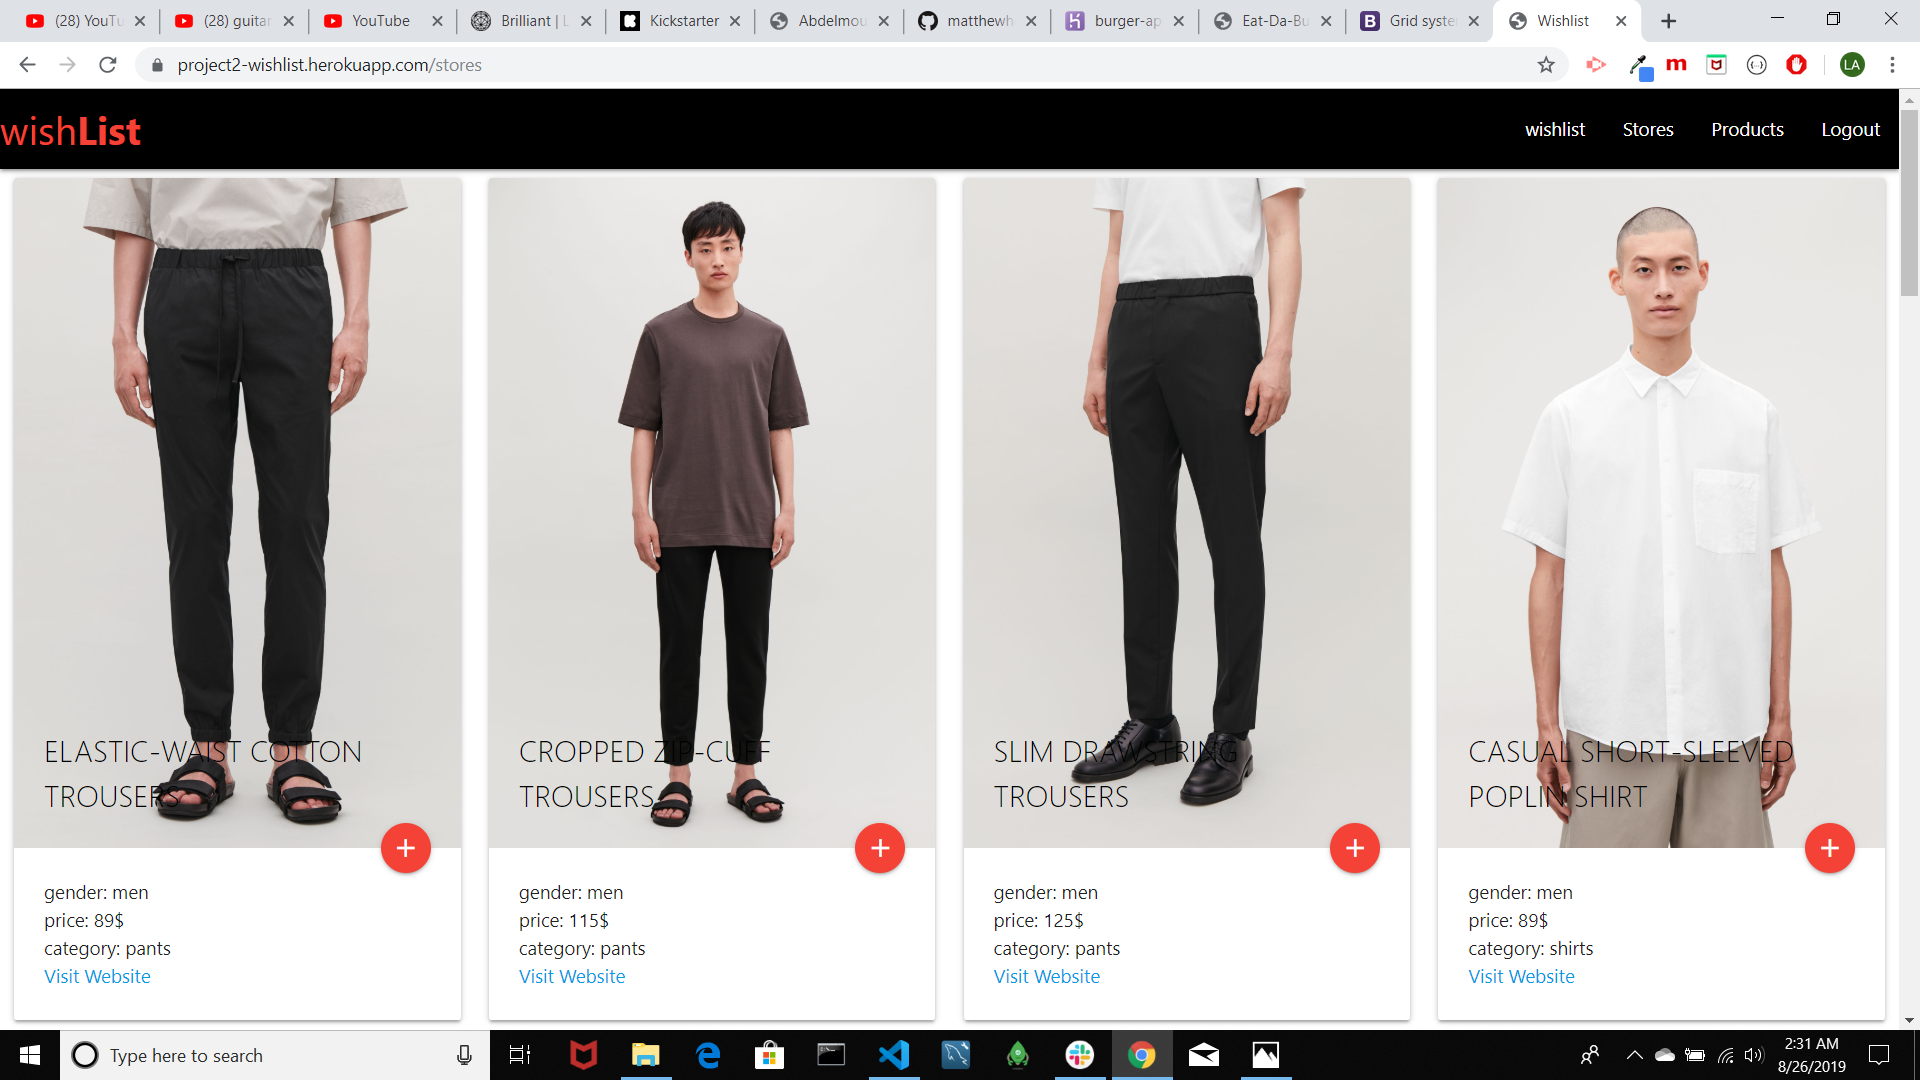 (28) YouTu
(28) guitar
YouTube
Brilliant | L
Kickstarter
Abdelmou
matthewh
burger-ap
Eat-Da-Bu
Grid syste
Wishlist
project2-wishlist.herokuapp.com/stores
LA
wishList
wishlist
Stores
Products
Logout
ELASTIC-WAIST COTTON
TROUSERS
gender: men
price: 89$
category: pants
Visit Website
CROPPED ZIP-CUFF
TROUSERS
gender: men
price: 115$
category: pants
Visit Website
SLIM DRAWSTRING
TROUSERS
gender: men
price: 125$
category: pants
Visit Website
CASUAL SHORT-SLEEVED
POPLIN SHIRT
gender: men
price: 89$
category: shirts
Visit Website
Type here to search
2:31 AM
8/26/2019